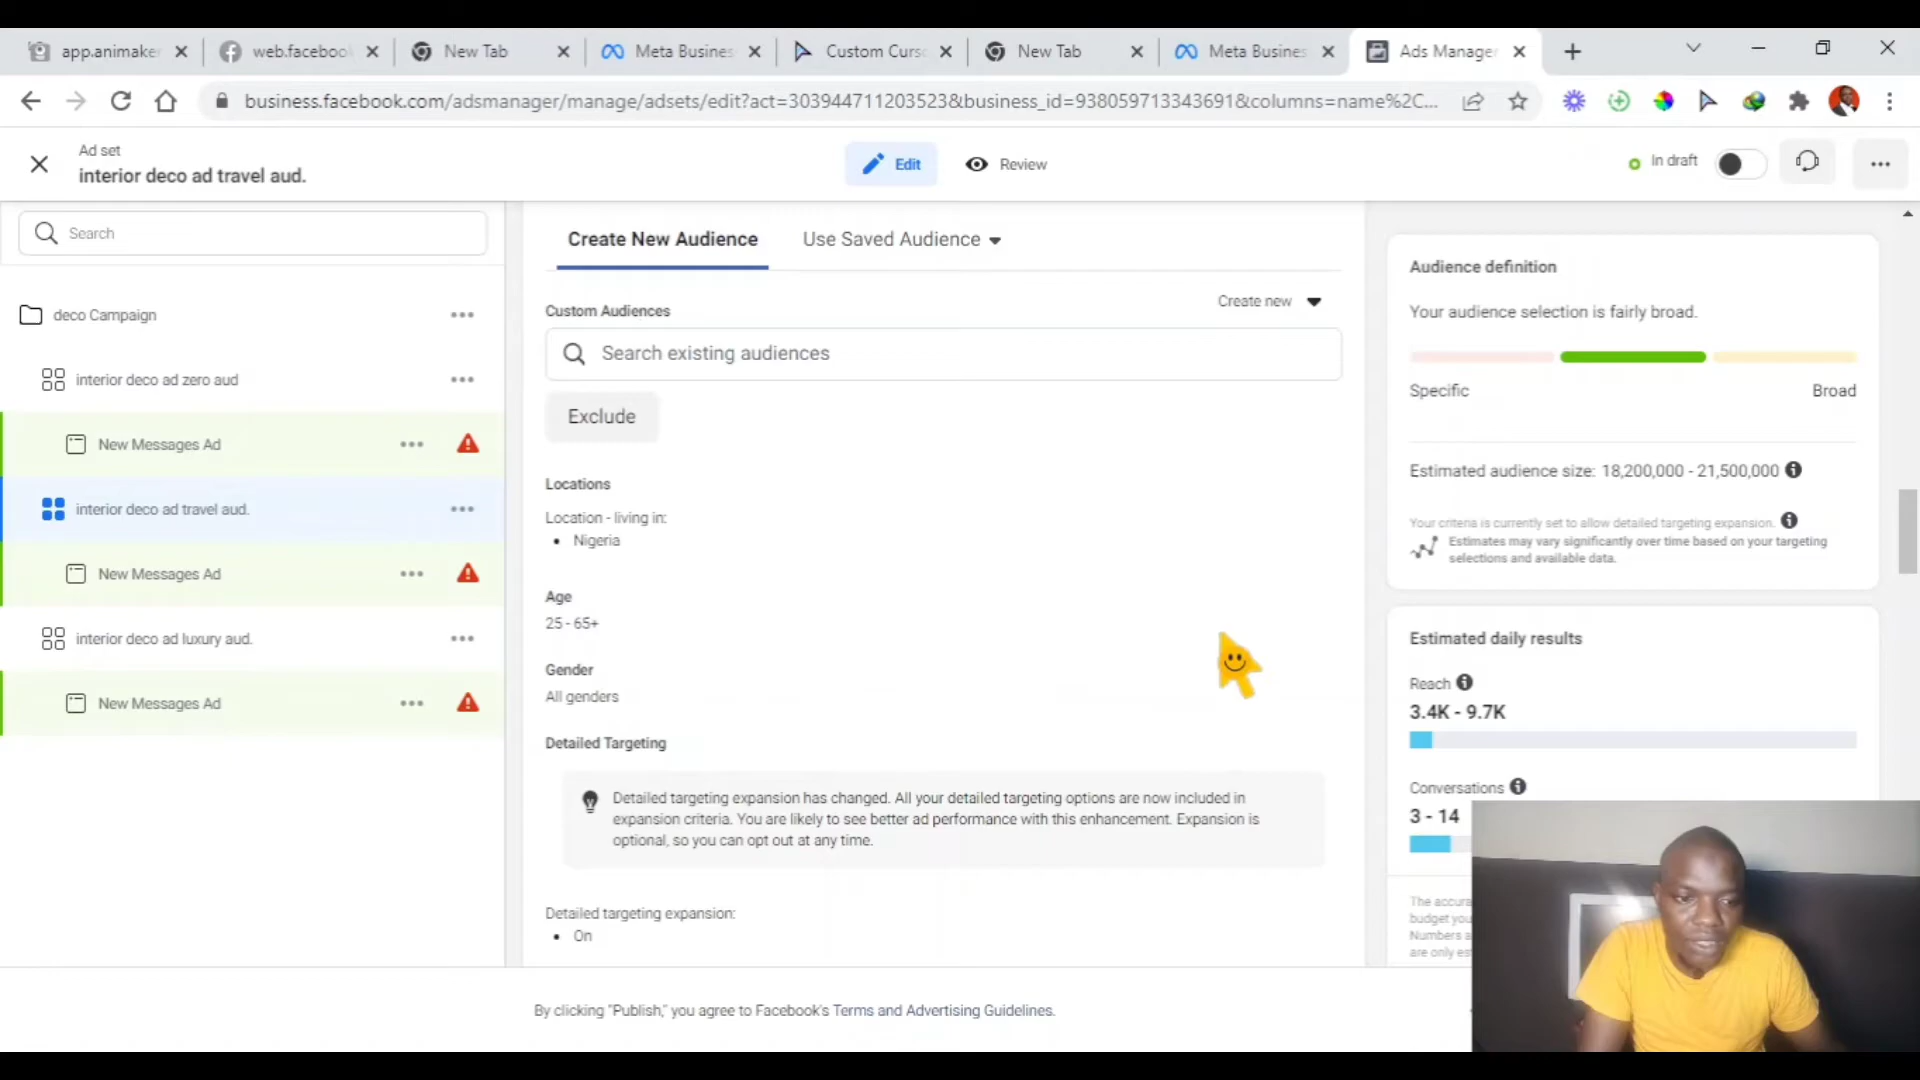 app.animaker
web.faceboo
New Tab
Meta Busines
Custom Curs
New Tab
Meta Busines
Ads Manager
business.facebook.com/adsmanager/manage/adsets/edit?act=303944711203523&business_id=938059713343691&columns=name%2C...
Ad set
interior deco ad travel aud.
Edit
Review
In draft
Search
deco Campaign
interior deco ad zero aud
New Messages Ad
interior deco ad travel aud.
New Messages Ad
interior deco ad luxury aud.
New Messages Ad
Create New Audience
Use Saved Audience
Custom Audiences
Create new
Search existing audiences
Exclude
Locations
Location - living in:
• Nigeria
Age
25 - 65+
Gender
All genders
Detailed Targeting
Detailed targeting expansion has changed. All your detailed targeting options are now included in
expansion criteria. You are likely to see better ad performance with this enhancement. Expansion is
optional, so you can opt out at any time.
Detailed targeting expansion:
• On
By clicking "Publish," you agree to Facebook's Terms and Advertising Guidelines.
Audience definition
Your audience selection is fairly broad.
Specific
Broad
Estimated audience size: 18,200,000 - 21,500,000
Your criteria is currently set to allow detailed targeting expansion.
Estimates may vary significantly over time based on your targeting
selections and available data.
Estimated daily results
Reach
3.4K - 9.7K
Conversations
3 - 14
The accura
budget you
Numbers a
are only es